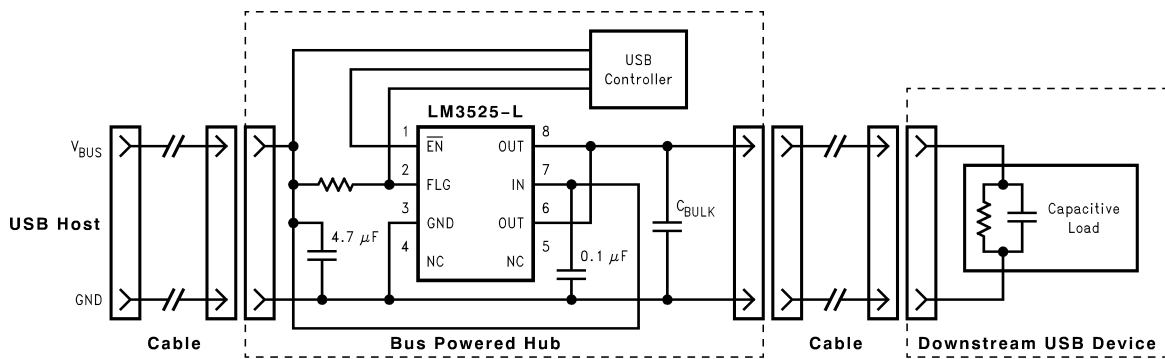 USB
Controller
LM3525-L
V_BUS
USB Host
GND
1
2
3
4
EN
FLG
GND
NC
OUT
IN
OUT
NC
8
7
6
5
4.7 μF
0.1 μF
C_BULK
Capacitive
Load
Cable
Bus Powered Hub
Cable
Downstream USB Device